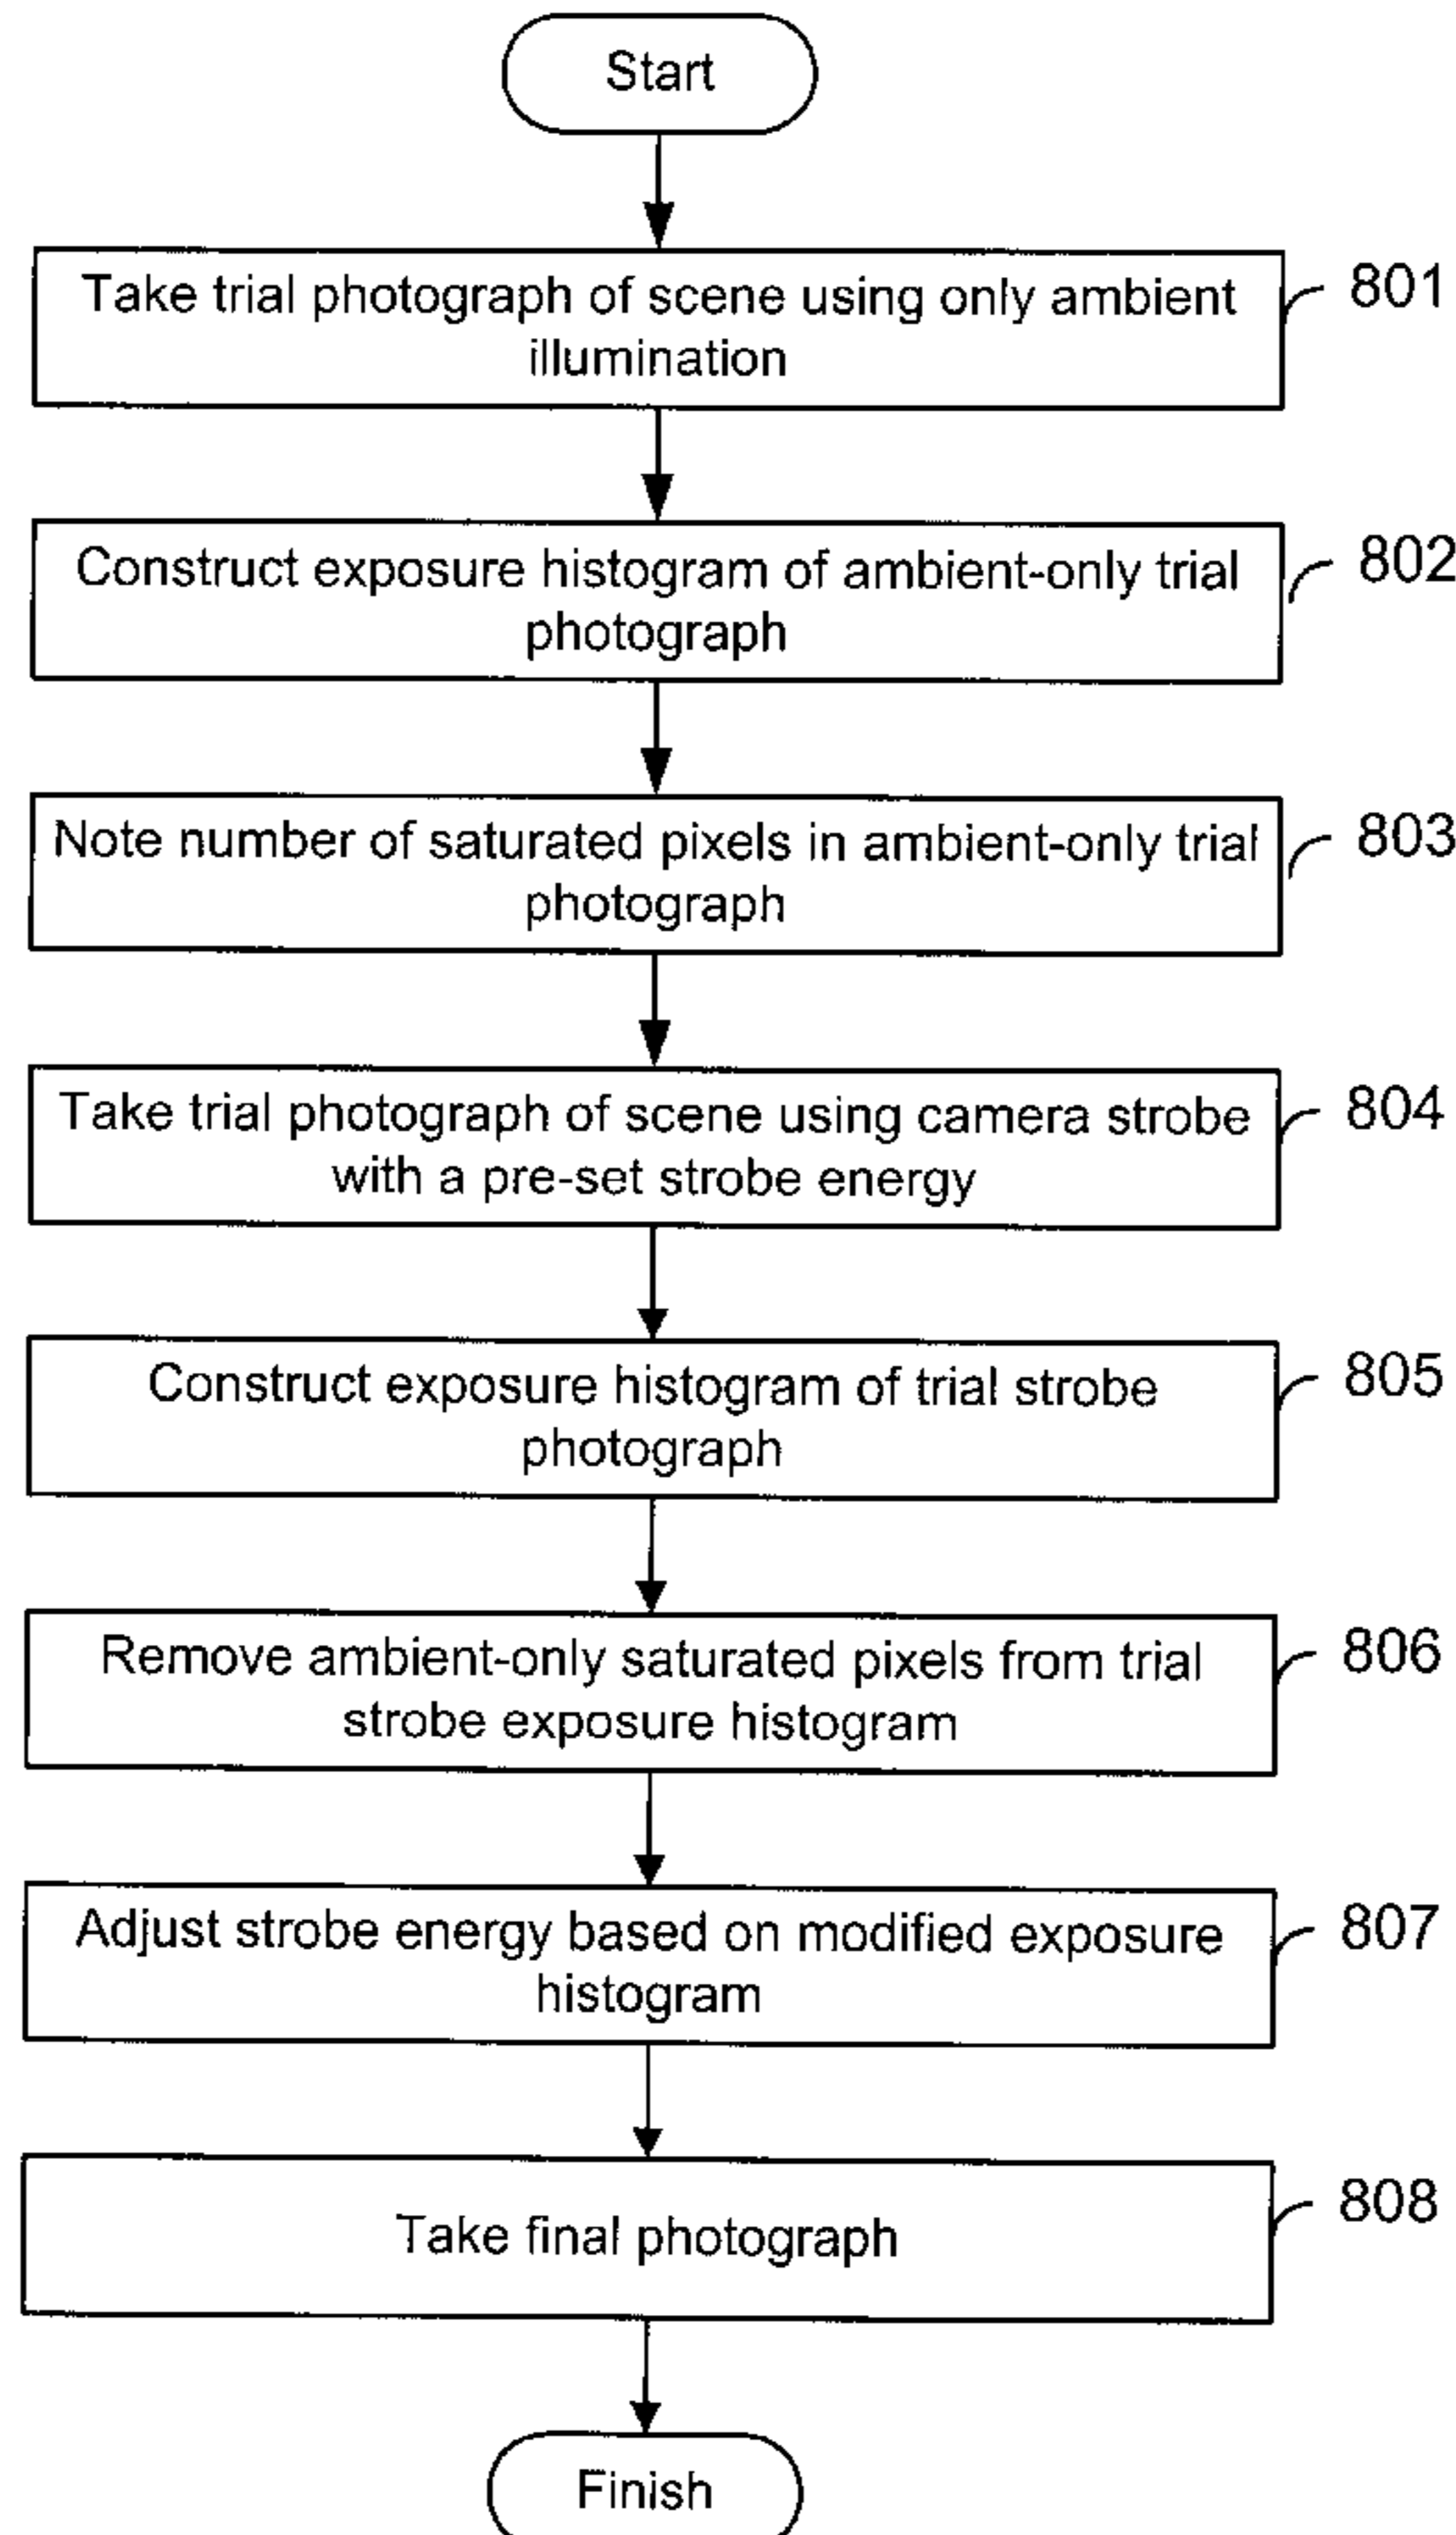 Start
Take trial photograph of scene using only ambient
illumination
801
Construct exposure histogram of ambient-only trial
photograph
802
Note number of saturated pixels in ambient-only trial
photograph
803
Take trial photograph of scene using camera strobe
with a pre-set strobe energy
804
Construct exposure histogram of trial strobe
photograph
805
Remove ambient-only saturated pixels from trial
strobe exposure histogram
806
Adjust strobe energy based on modified exposure
histogram
807
Take final photograph
808
Finish